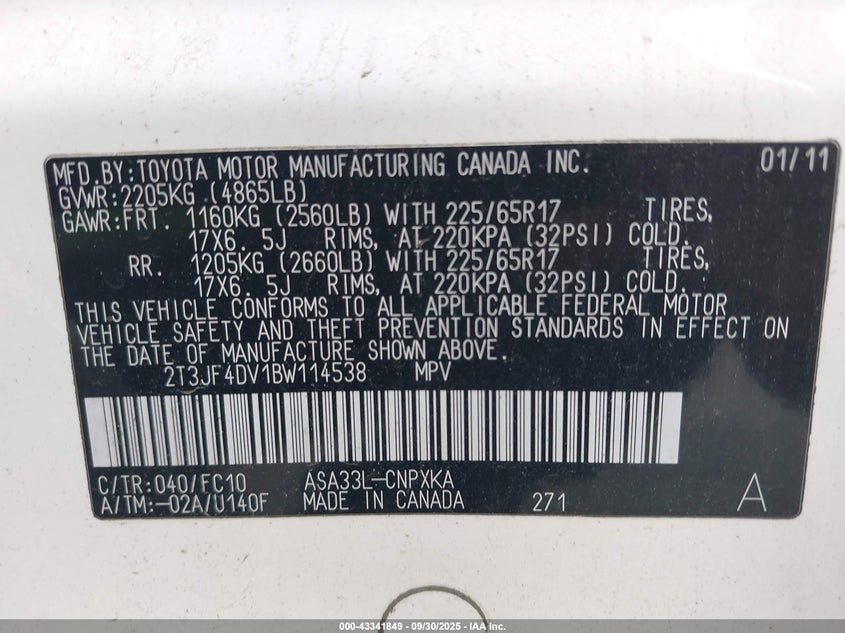 MFD. BY: TOYOTA MOTOR MANUFACTURING CANADA INC. 01/11
GVWR: 2205KG (4865LB)
GAWR: FRT. 1160KG (2560LB) WITH 225/65R17 TIRES,
17X6. 5J RIMS, AT 220KPA (32PSI) COLD.
RR. 1205KG (2660LB) WITH 225/65R17 TIRES,
17X6. 5J RIMS, AT 220KPA (32PSI) COLD.
THIS VEHICLE CONFORMS TO ALL APPLICABLE FEDERAL MOTOR
VEHICLE SAFETY AND THEFT PREVENTION STANDARDS IN EFFECT ON
THE DATE OF MANUFACTURE SHOWN ABOVE.
2T3JF4DV1BW114538 MPV
C/TR: 040/FC10 ASA33L-CNPXKA
A/TM: -02A/U140F MADE IN CANADA 271 A
000-43341849 - 09/30/2025 - IAA Inc.